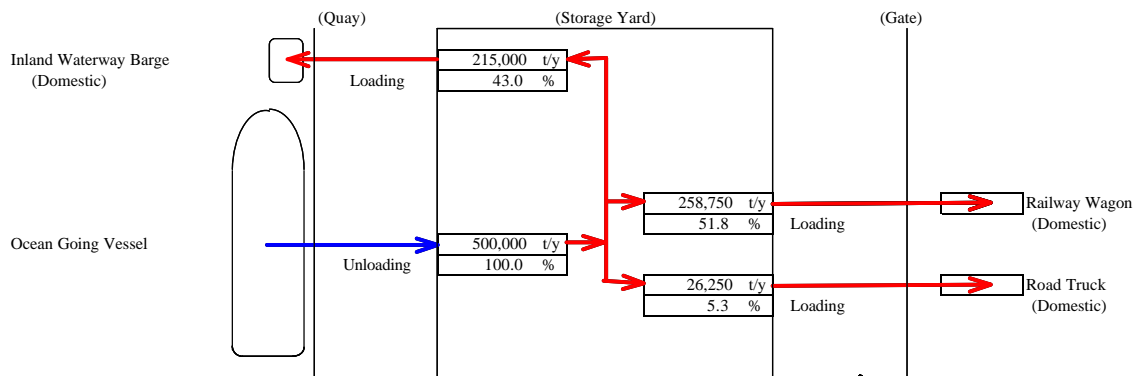 (Quay)
(Storage Yard)
(Gate)
Inland Waterway Barge
(Domestic)
Loading
215,000 t/y
43.0 %
258,750 t/y
51.8 %
Loading
Railway Wagon
(Domestic)
Ocean Going Vessel
Unloading
500,000 t/y
100.0 %
26,250 t/y
5.3 %
Loading
Road Truck
(Domestic)